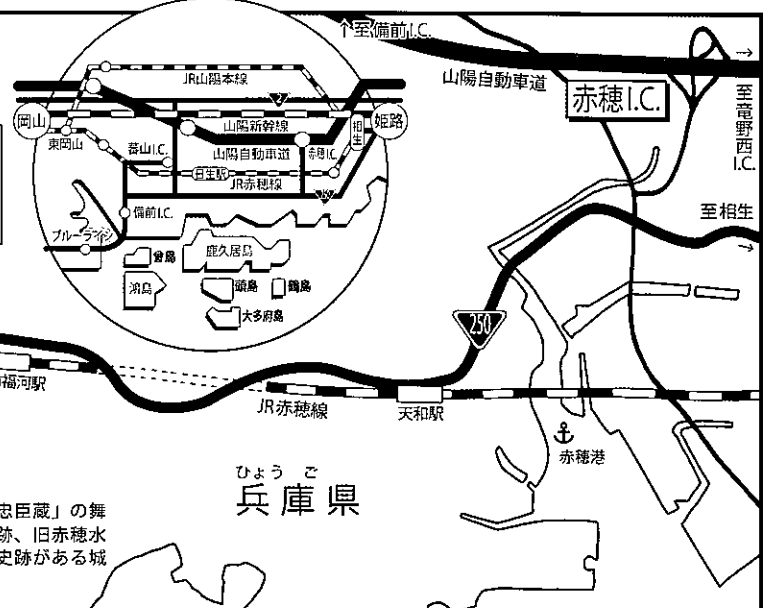 ↑至備前I.C.
山陽自動車道
赤穂I.C.
→
至竜野西I.C.
至相生
→
JR山陽本線
2
岡山
山陽新幹線
相生
姫路
東岡山
山陽自動車道
赤穂I.C.
日生駅
JR赤穂線
備前I.C.
ブルーライン
曽島
鹿久居島
鴻島
頭島
鶴島
大多府島
250
福河駅
JR赤穂線
天和駅
赤穂港
ひょうご
兵庫県
忠臣蔵」の舞
跡、旧赤穂水
史跡がある城